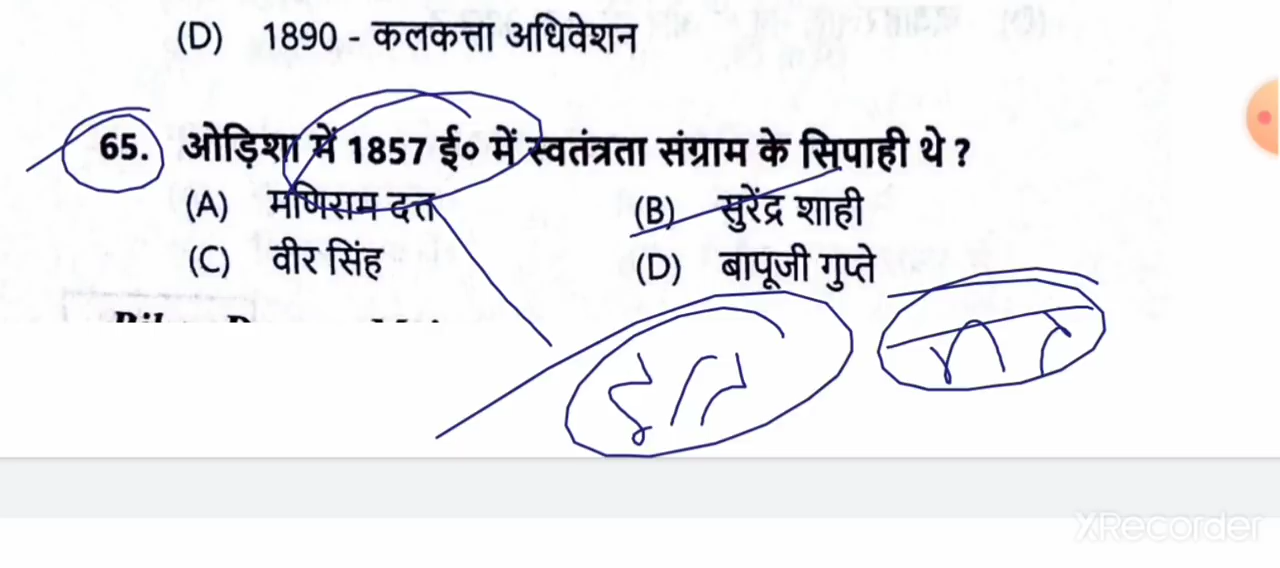 (D) 1890 - कलकत्ता अधिवेशन
65. ओड़िशा में 1857 ई० में स्वतंत्रता संग्राम के सिपाही थे ?
(A) मणिराम दत्त (B) सुरेंद्र शाही
(C) वीर सिंह (D) बापूजी गुप्ते
XRecorder